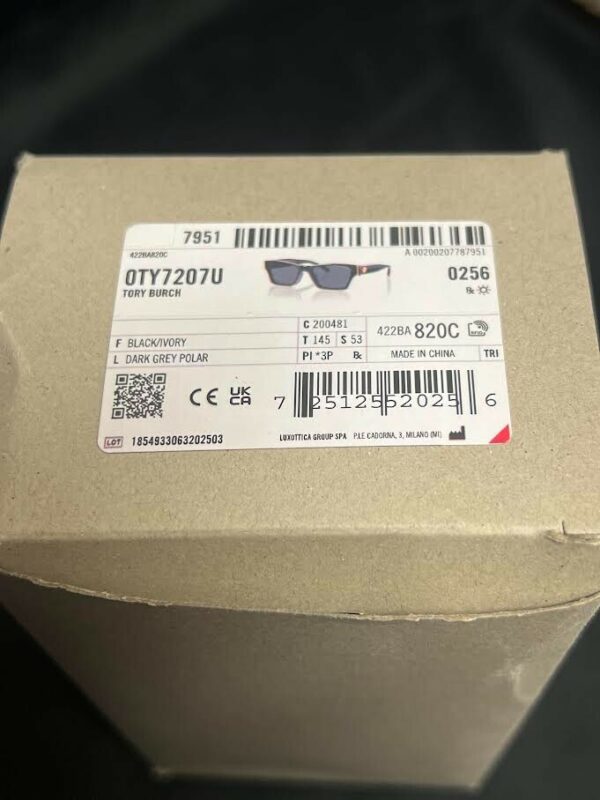 7951
422BA820C
A 00200207787951
0TY7207U
0256
TORY BURCH
℞
C 200481
F BLACK/IVORY
T 145 S 53
422BA 820C
L DARK GREY POLAR
PI *3P ℞
MADE IN CHINA
TRI
CE UK CA
7 25125 62025 6
LOT 1854933063202503
LUXOTTICA GROUP SPA P.LE CADORNA, 3, MILANO (MI)